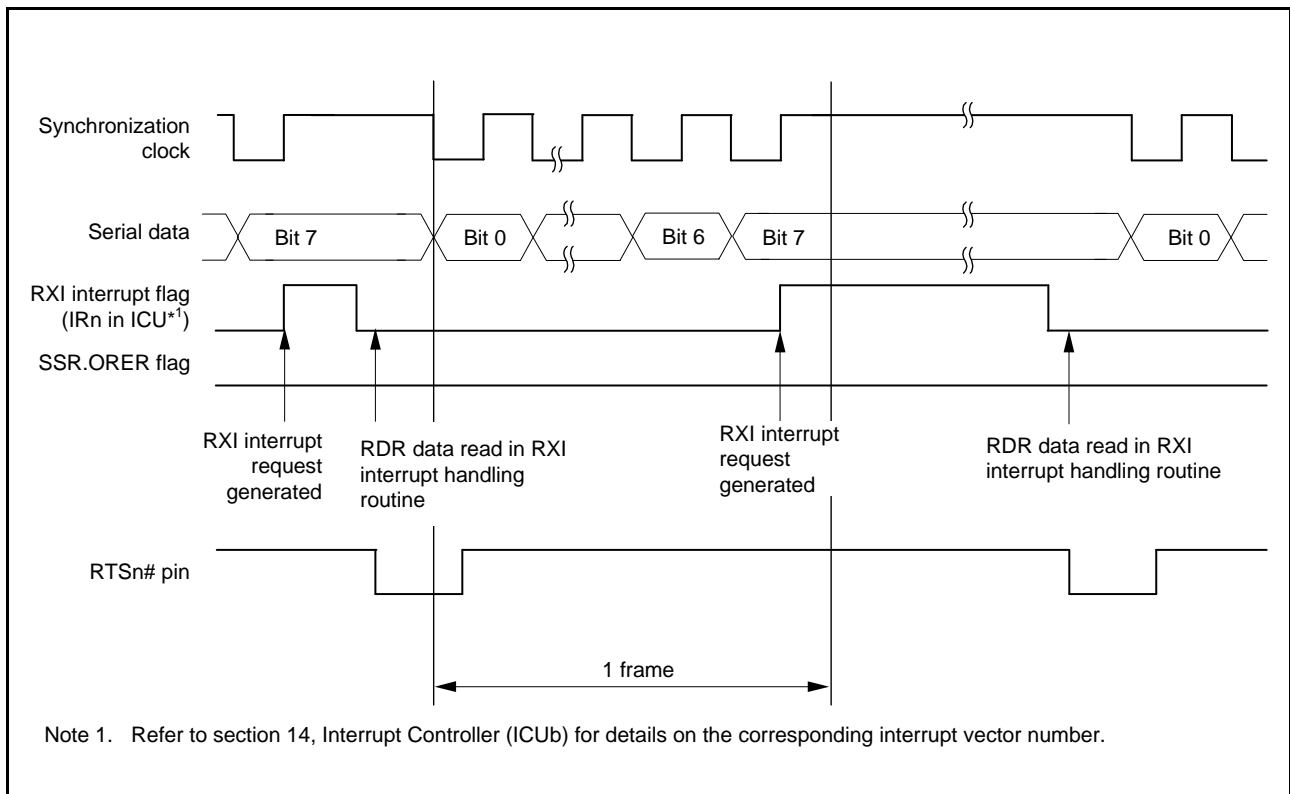 Synchronization
clock
Serial data
Bit 7
Bit 0
Bit 6
Bit 7
Bit 0
RXI interrupt flag
(IRn in ICU*1)
SSR.ORER flag
RXI interrupt
request
generated
RDR data read in RXI
interrupt handling
routine
RXI interrupt
request
generated
RDR data read in RXI
interrupt handling routine
RTSn# pin
1 frame
Note 1. Refer to section 14, Interrupt Controller (ICUb) for details on the corresponding interrupt vector number.